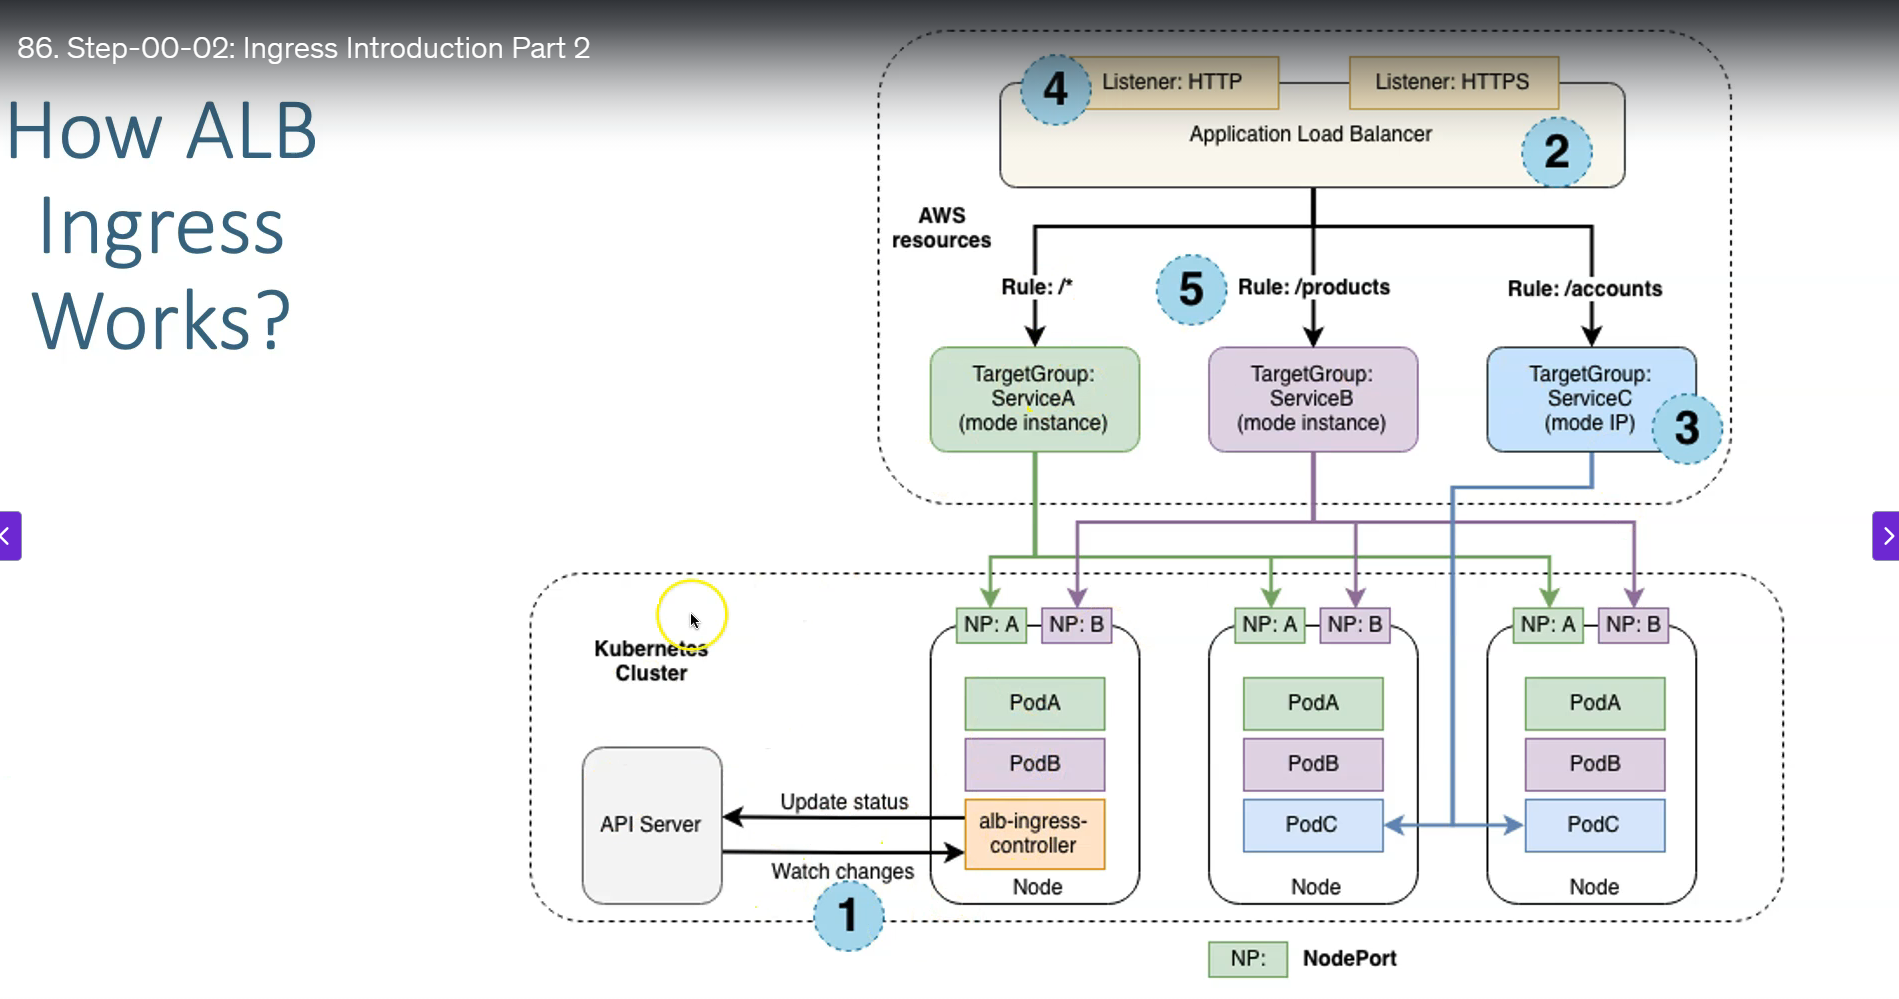 86. Step-00-02: Ingress Introduction Part 2
How ALB
Ingress
Works?
4
Listener: HTTP
Listener: HTTPS
Application Load Balancer
2
AWS
resources
Rule: /*
5
Rule: /products
Rule: /accounts
TargetGroup:
ServiceA
(mode instance)
TargetGroup:
ServiceB
(mode instance)
TargetGroup:
ServiceC
(mode IP)
3
Kubernetes
Cluster
NP: A
NP: B
NP: A
NP: B
NP: A
NP: B
PodA
PodA
PodA
PodB
PodB
PodB
API Server
Update status
Watch changes
1
alb-ingress-
controller
PodC
PodC
Node
Node
Node
NP:
NodePort